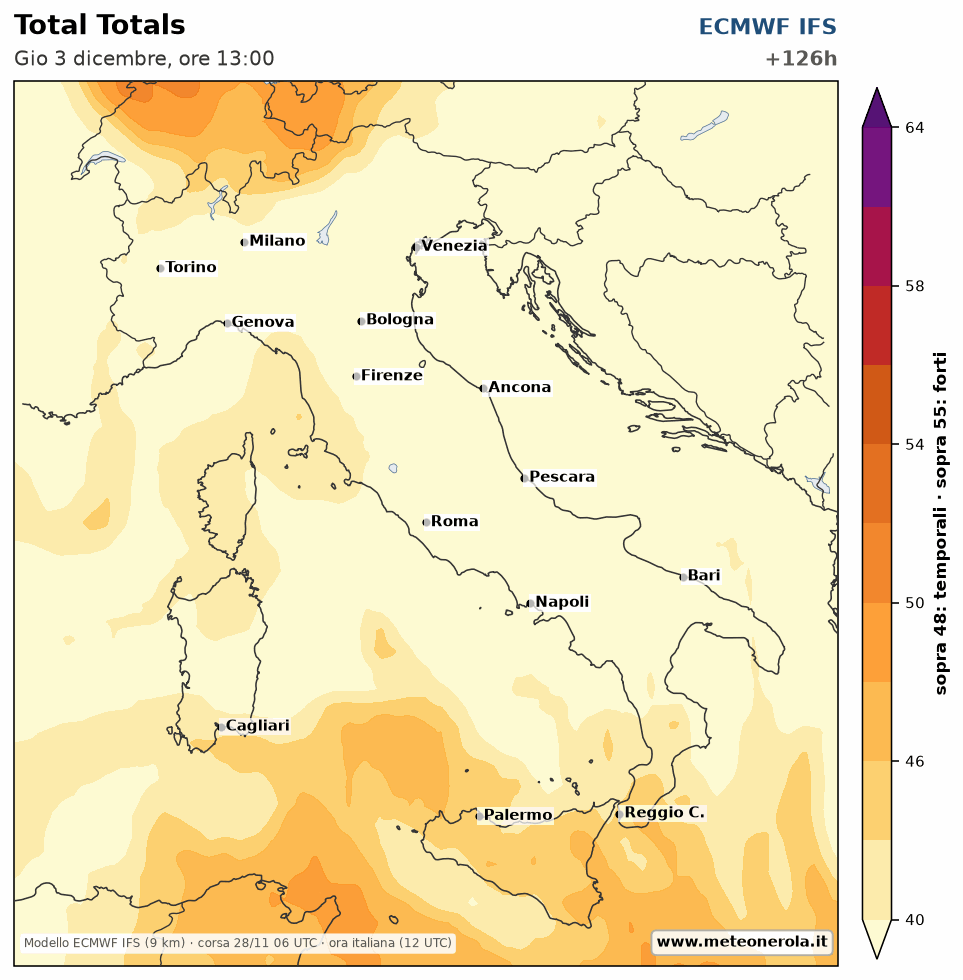 Total Totals
ECMWF IFS
Gio 3 dicembre, ore 13:00
+126h
Milano
Venezia
Torino
Genova
Bologna
Firenze
Ancona
Pescara
Roma
Bari
Napoli
Cagliari
Palermo
Reggio C.
64
58
54
50
46
40
sopra 48: temporali · sopra 55: forti
Modello ECMWF IFS (9 km) · corsa 28/11 06 UTC · ora italiana (12 UTC)
www.meteonerola.it